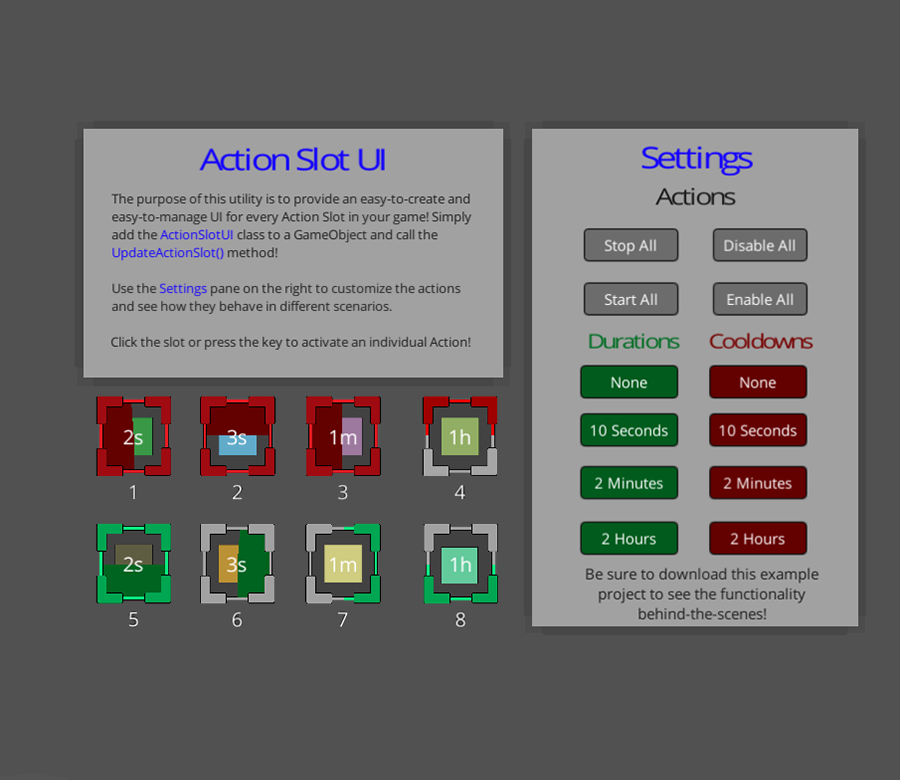 Action Slot UI
The purpose of this utility is to provide an easy-to-create and
easy-to-manage UI for every Action Slot in your game! Simply
add the ActionSlotUI class to a GameObject and call the
UpdateActionSlot() method!
Use the Settings pane on the right to customize the actions
and see how they behave in different scenarios.
Click the slot or press the key to activate an individual Action!
2s 3s 1m 1h
1 2 3 4
2s 3s 1m 1h
5 6 7 8
Settings
Actions
Stop All Disable All
Start All Enable All
Durations Cooldowns
None None
10 Seconds 10 Seconds
2 Minutes 2 Minutes
2 Hours 2 Hours
Be sure to download this example
project to see the functionality
behind-the-scenes!